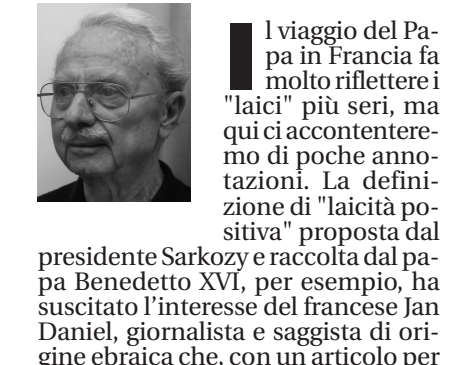 Il viaggio del Pa-
pa in Francia fa
molto riflettere i
"laici" più seri, ma
qui ci accontentere-
mo di poche anno-
tazioni. La defini-
zione di "laicità po-
sitiva" proposta dal
presidente Sarkozy e raccolta dal pa-
pa Benedetto XVI, per esempio, ha
suscitato l’interesse del francese Jan
Daniel, giornalista e saggista di ori-
gine ebraica che, con un articolo per